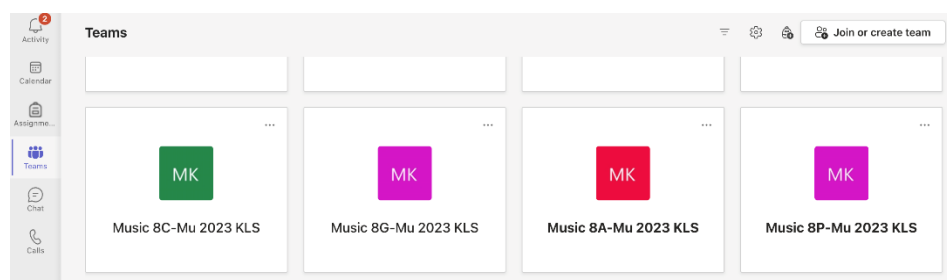 2
Activity
Calendar
Assignme...
Teams
Chat
Calls
Teams
Join or create team
MK
Music 8C-Mu 2023 KLS
MK
Music 8G-Mu 2023 KLS
MK
Music 8A-Mu 2023 KLS
MK
Music 8P-Mu 2023 KLS